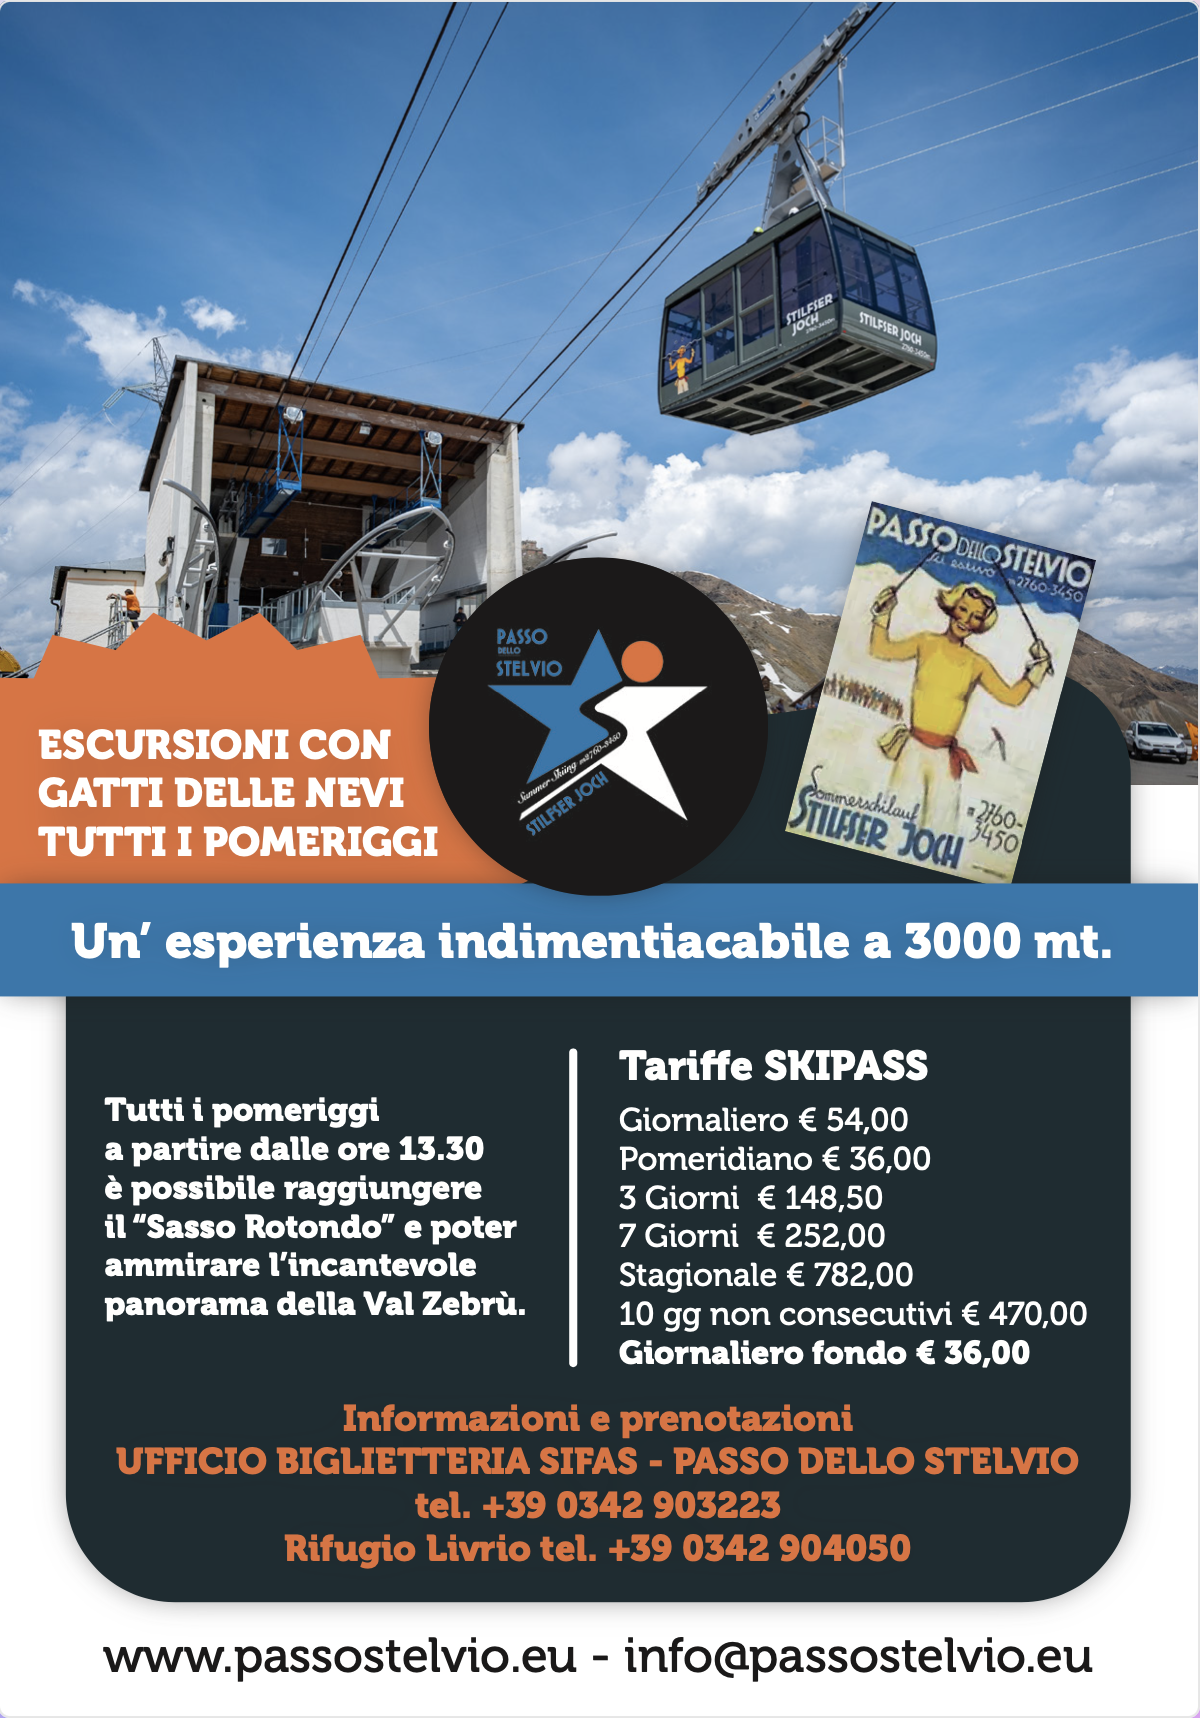 STILFSER
JOCH
2760-3450m
STILFSER JOCH
2760-3450m
PASSO DELLO STELVIO
Sci estivo m 2760-3450
Sommerschilauf
STILFSER JOCH
m 2760-
3450
PASSO
DELLO
STELVIO
Summer Skiing m2760-3450
STILFSER JOCH
ESCURSIONI CON
GATTI DELLE NEVI
TUTTI I POMERIGGI
Un’ esperienza indimentiacabile a 3000 mt.
Tutti i pomeriggi
a partire dalle ore 13.30
è possibile raggiungere
il “Sasso Rotondo” e poter
ammirare l’incantevole
panorama della Val Zebrù.
Tariffe SKIPASS
Giornaliero € 54,00
Pomeridiano € 36,00
3 Giorni € 148,50
7 Giorni € 252,00
Stagionale € 782,00
10 gg non consecutivi € 470,00
Giornaliero fondo € 36,00
Informazioni e prenotazioni
UFFICIO BIGLIETTERIA SIFAS - PASSO DELLO STELVIO
tel. +39 0342 903223
Rifugio Livrio tel. +39 0342 904050
www.passostelvio.eu - info@passostelvio.eu